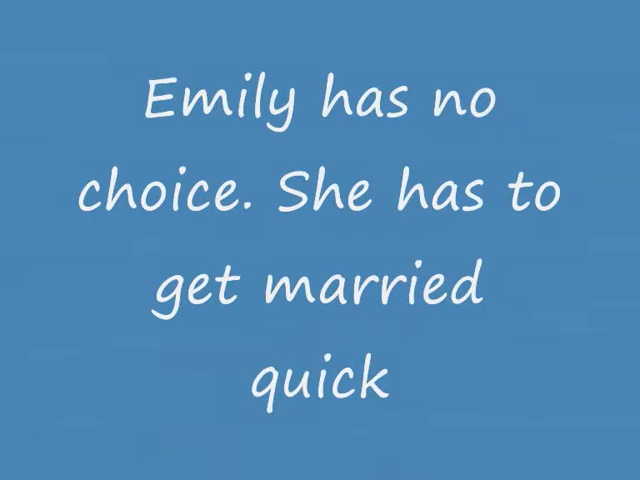 Emily has no
choice. She has to
get married
quick